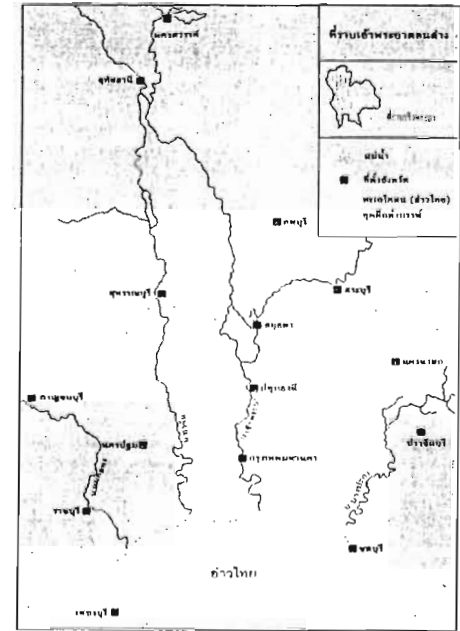 นครสวรรค์
ที่ราบเจ้าพระยาตอนล่าง
อุทัยธานี
แม่น้ำ
ที่ตั้งจังหวัด
ลพบุรี
สุพรรณบุรี
สระบุรี
อยุธยา
นครนายก
กาญจนบุรี
ปทุมธานี
นครปฐม
ปราจีนบุรี
กรุงเทพมหานคร
ราชบุรี
ชลบุรี
อ่าวไทย
เพชรบุรี